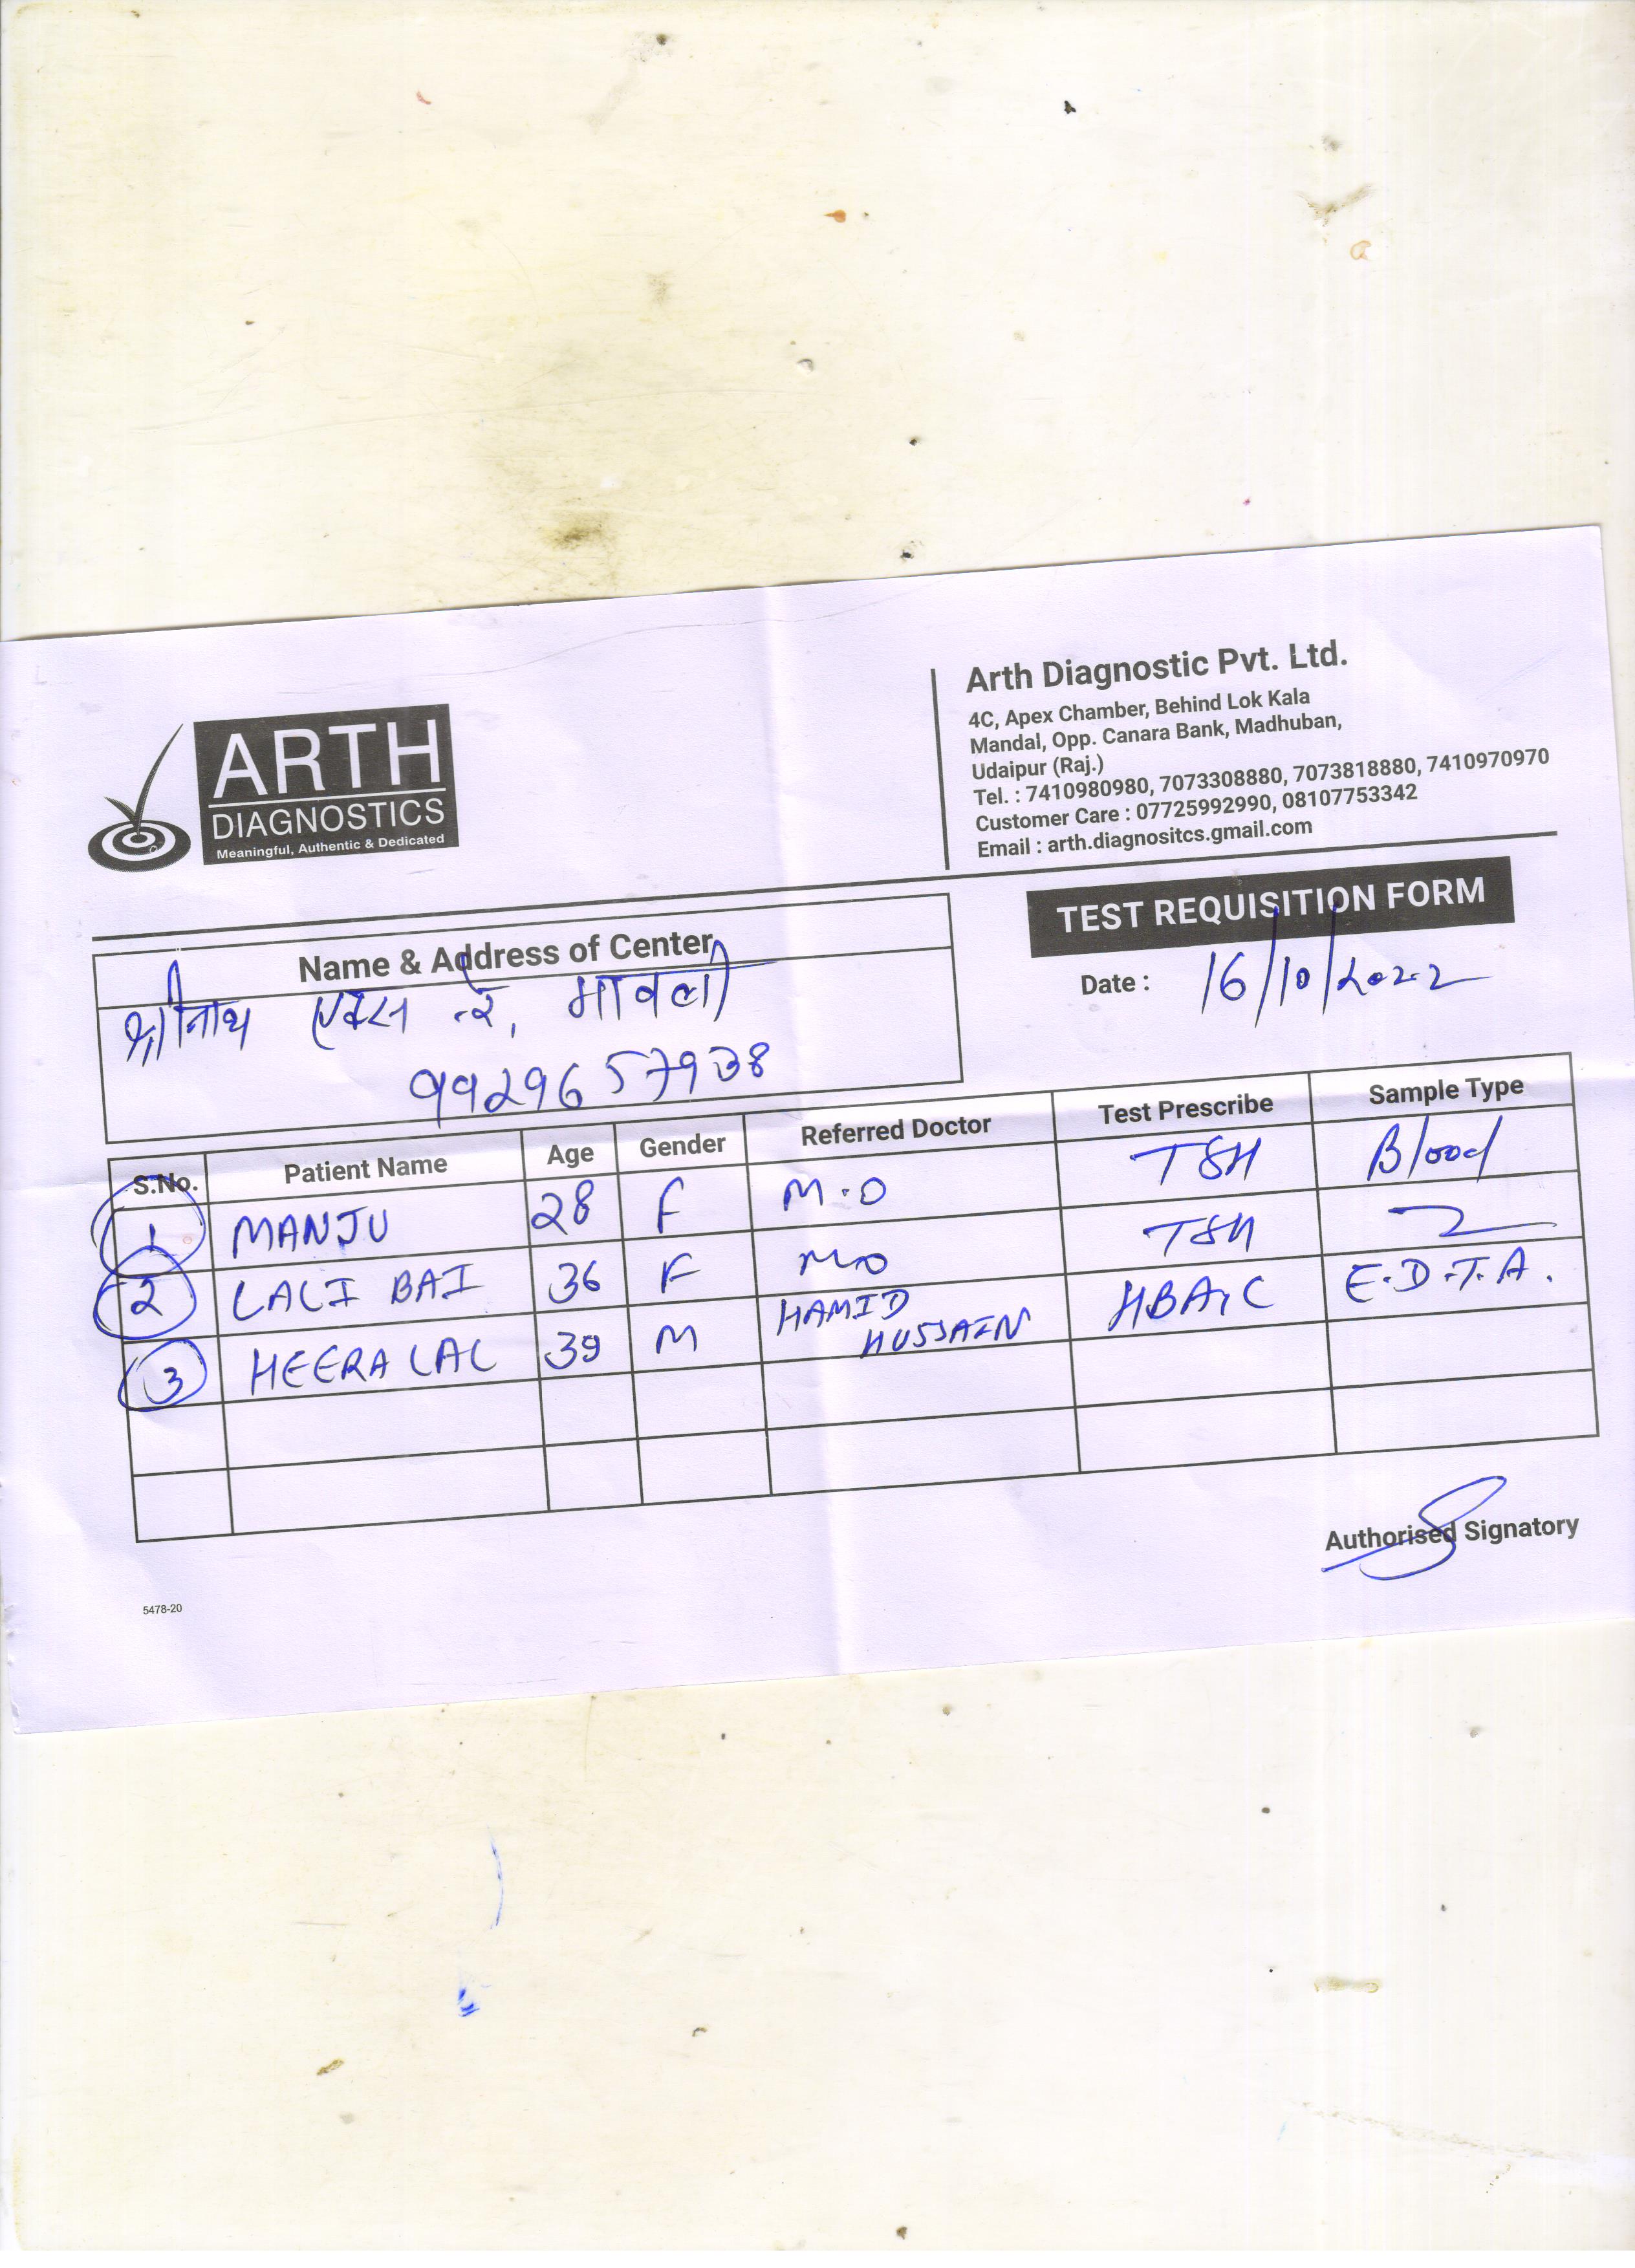 ARTH
DIAGNOSTICS
Meaningful, Authentic & Dedicated
Arth Diagnostic Pvt. Ltd.
4C, Apex Chamber, Behind Lok Kala
Mandal, Opp. Canara Bank, Madhuban,
Udaipur (Raj.)
Tel. : 7410980980, 7073308880, 7073818880, 7410970970
Customer Care : 07725992990, 08107753342
Email : arth.diagnositcs.gmail.com
TEST REQUISITION FORM
Date : 16/10/2022
Name & Address of Center
श्रीनाथ एक्स-रे, मावली
9929657938
S.No. Patient Name Age Gender Referred Doctor Test Prescribe Sample Type
1 MANJU 28 F M.O TSH Blood
2 LALI BAI 36 F M.O TSH
3 HEERA LAL 39 M HAMID HUSSAIN HBA1C E.D.T.A.
Authorised Signatory
5478-20